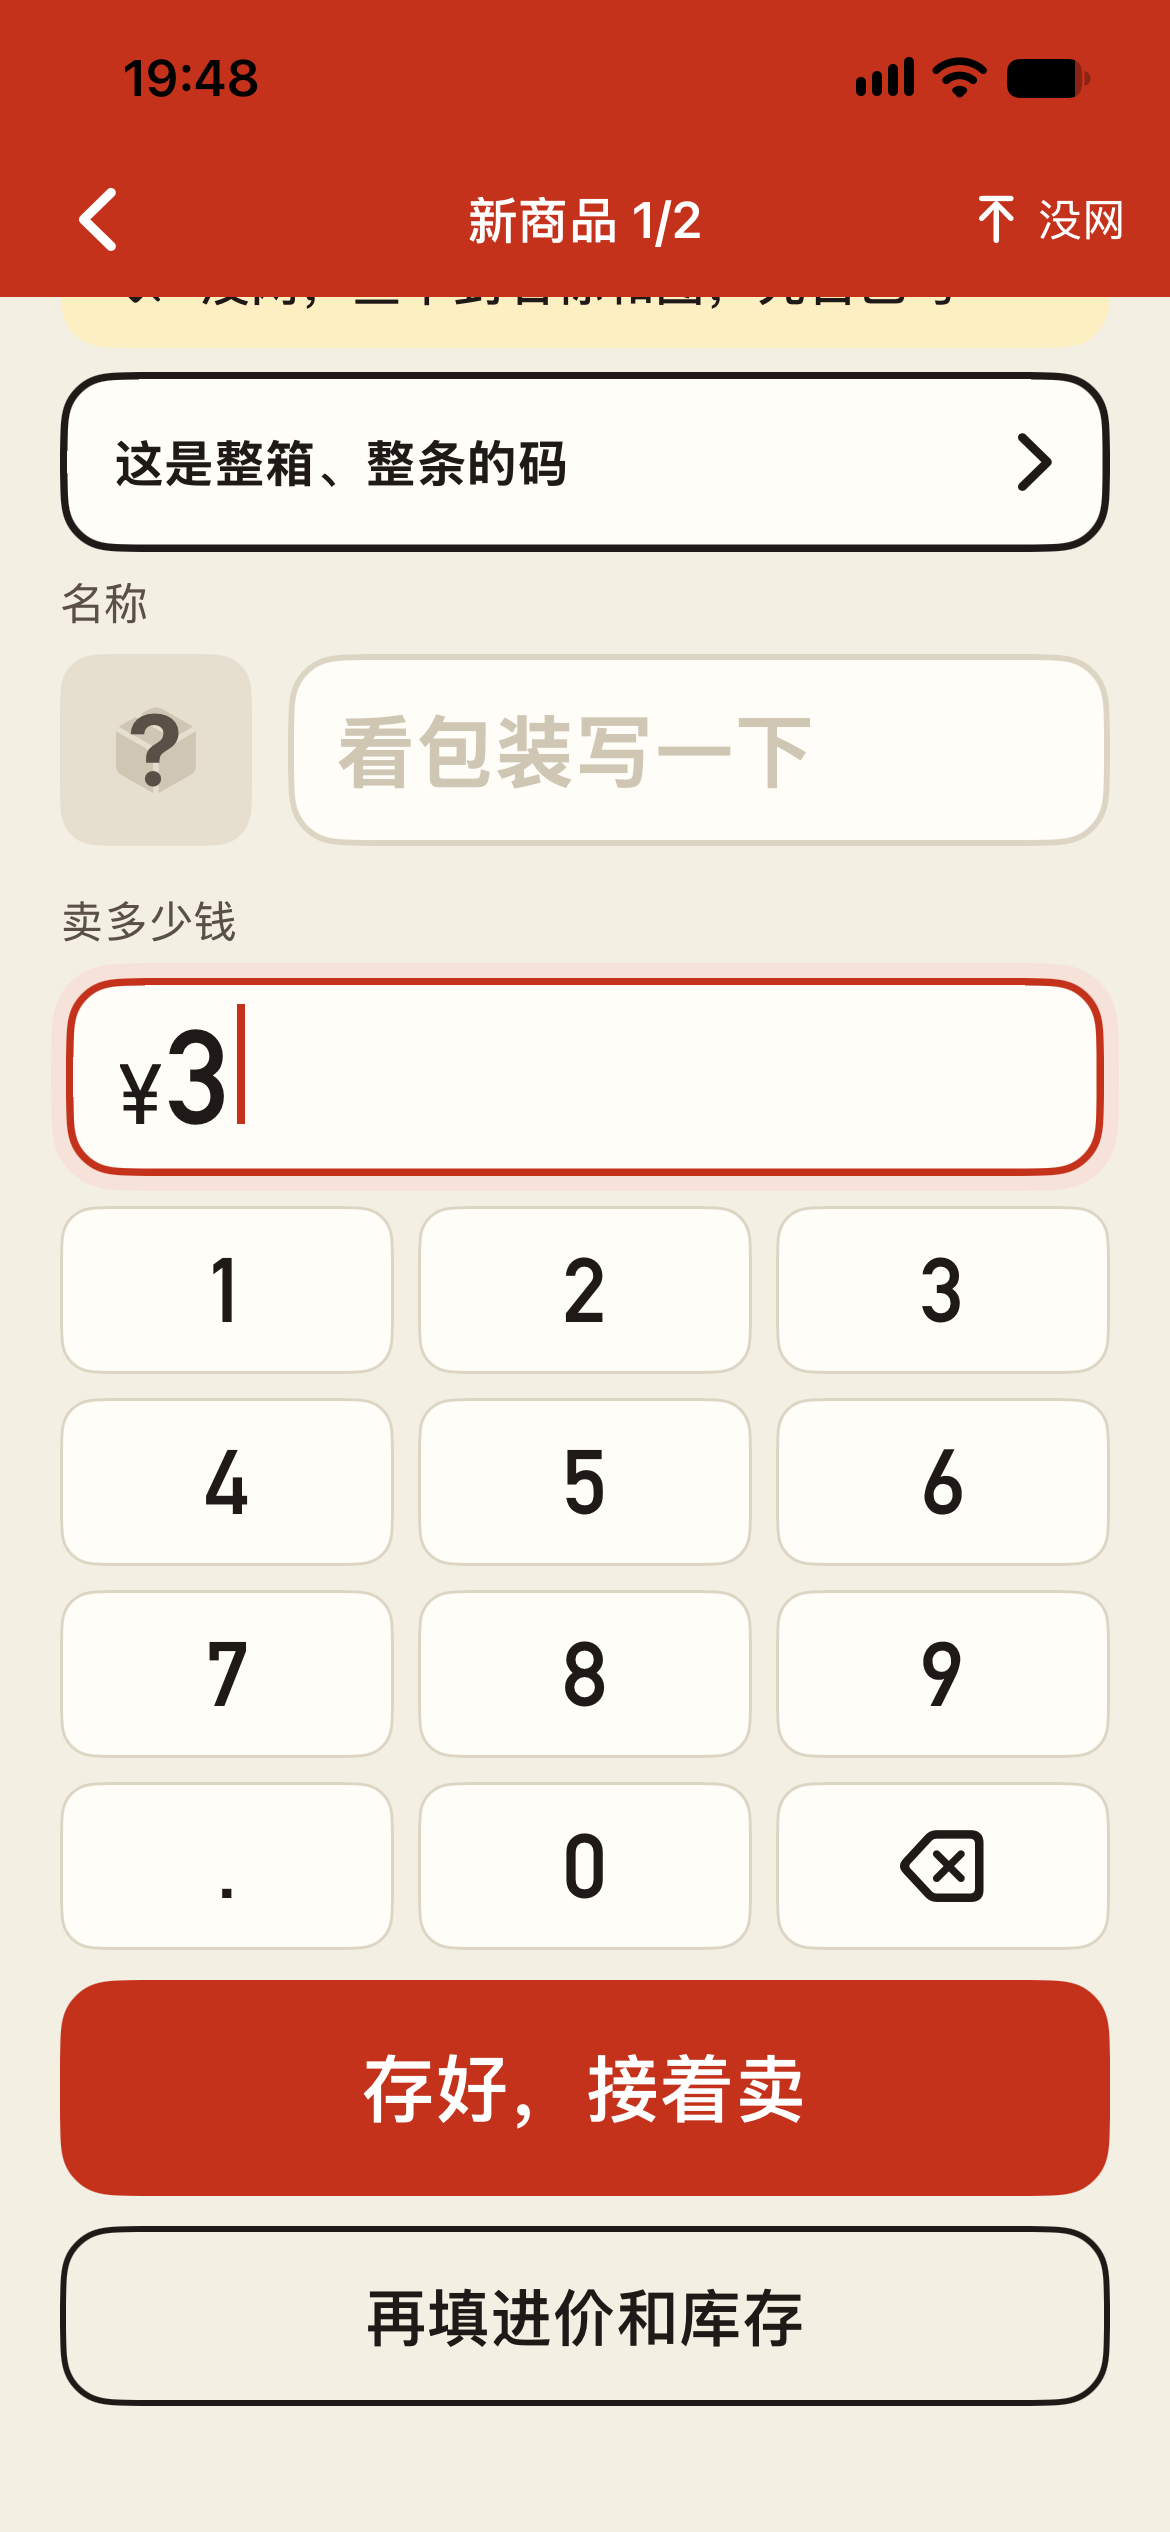 19:48
新商品 1/2
没网
这是整箱、整条的码
名称
?
看包装写一下
卖多少钱
¥3
1 2 3
4 5 6
7 8 9
. 0
存好，接着卖
再填进价和库存